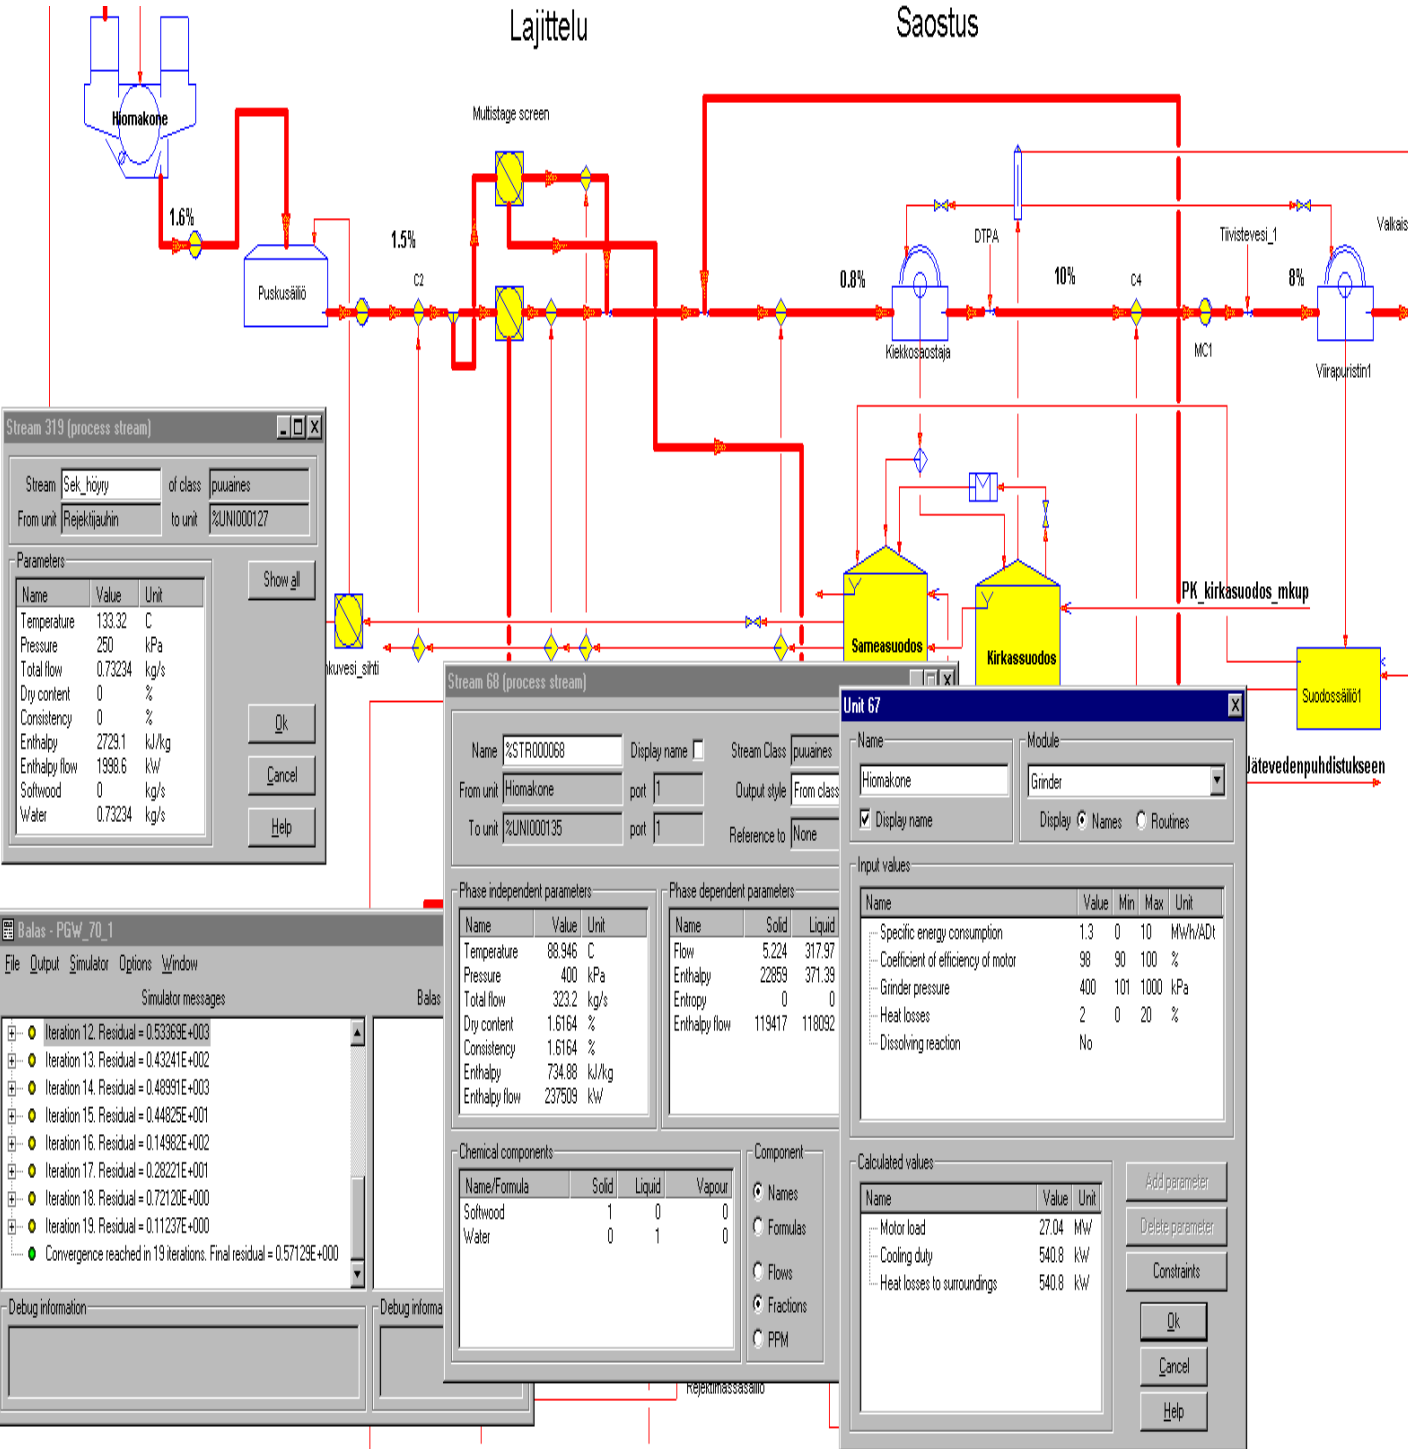 Lajittelu
Saostus
Hiomakone
Multistage screen
1.6%
1.5%
C2
Puskusäiliö
0.8%
DTPA
10%
C4
Tiivistevesi_1
8%
Valkais
Kiekkosaostaja
MC1
Viirapuristin1
PK_kirkasuodos_mkup
Sameasuodos
Kirkassuodos
Suodossäiliö1
nkuvesi_sihti
Jätevedenpuhdistukseen
Rejektimassasäiliö
Stream 319 (process stream)
Stream Sek_höyry of class puuaines
From unit Rejektijauhin to unit %UNI000127
Parameters
Name Value Unit
Temperature 133.32 C
Pressure 250 kPa
Total flow 0.73234 kg/s
Dry content 0 %
Consistency 0 %
Enthalpy 2729.1 kJ/kg
Enthalpy flow 1998.6 kW
Softwood 0 kg/s
Water 0.73234 kg/s
Show all
Ok
Cancel
Help
Balas - PGW_70_1
File Output Simulator Options Window
Simulator messages
Balas
Iteration 12. Residual = 0.53369E+003
Iteration 13. Residual = 0.43241E+002
Iteration 14. Residual = 0.48991E+003
Iteration 15. Residual = 0.44825E+001
Iteration 16. Residual = 0.14982E+002
Iteration 17. Residual = 0.28221E+001
Iteration 18. Residual = 0.72120E+000
Iteration 19. Residual = 0.11237E+000
Convergence reached in 19 iterations. Final residual = 0.57129E+000
Debug information
Debug informa
Stream 68 (process stream)
Name %STR000068 Display name Stream Class puuaines
From unit Hiomakone port 1 Output style From class
To unit %UNI000135 port 1 Reference to None
Phase independent parameters
Name Value Unit
Temperature 88.946 C
Pressure 400 kPa
Total flow 323.2 kg/s
Dry content 1.6164 %
Consistency 1.6164 %
Enthalpy 734.88 kJ/kg
Enthalpy flow 237509 kW
Phase dependent parameters
Name Solid Liquid
Flow 5.224 317.97
Enthalpy 22859 371.39
Entropy 0 0
Enthalpy flow 119417 118092
Chemical components
Name/Formula Solid Liquid Vapour
Softwood 1 0 0
Water 0 1 0
Component
Names
Formulas
Flows
Fractions
PPM
Unit 67
Name
Hiomakone
Display name
Module
Grinder
Display Names Routines
Input values
Name Value Min Max Unit
Specific energy consumption 1.3 0 10 MWh/ADt
Coefficient of efficiency of motor 98 90 100 %
Grinder pressure 400 101 1000 kPa
Heat losses 2 0 20 %
Dissolving reaction No
Calculated values
Name Value Unit
Motor load 27.04 MW
Cooling duty 540.8 kW
Heat losses to surroundings 540.8 kW
Add parameter
Delete parameter
Constraints
Ok
Cancel
Help